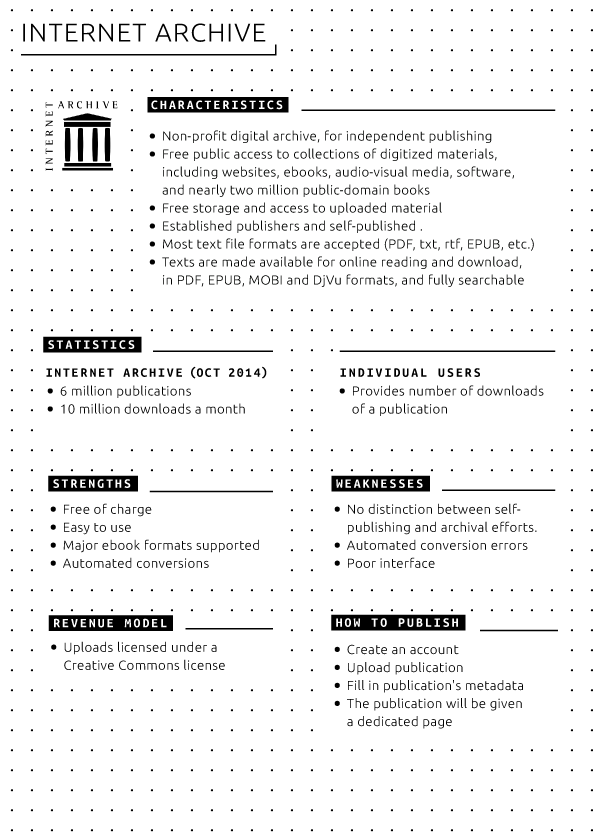 INTERNET ARCHIVE
INTERNET ARCHIVE
CHARACTERISTICS
• Non-profit digital archive, for independent publishing
• Free public access to collections of digitized materials,
including websites, ebooks, audio-visual media, software,
and nearly two million public-domain books
• Free storage and access to uploaded material
• Established publishers and self-published .
• Most text file formats are accepted (PDF, txt, rtf, EPUB, etc.)
• Texts are made available for online reading and download,
in PDF, EPUB, MOBI and DjVu formats, and fully searchable
STATISTICS
INTERNET ARCHIVE (OCT 2014)
• 6 million publications
• 10 million downloads a month
INDIVIDUAL USERS
• Provides number of downloads
of a publication
STRENGTHS
• Free of charge
• Easy to use
• Major ebook formats supported
• Automated conversions
WEAKNESSES
• No distinction between self-
publishing and archival efforts.
• Automated conversion errors
• Poor interface
REVENUE MODEL
• Uploads licensed under a
Creative Commons license
HOW TO PUBLISH
• Create an account
• Upload publication
• Fill in publication's metadata
• The publication will be given
a dedicated page